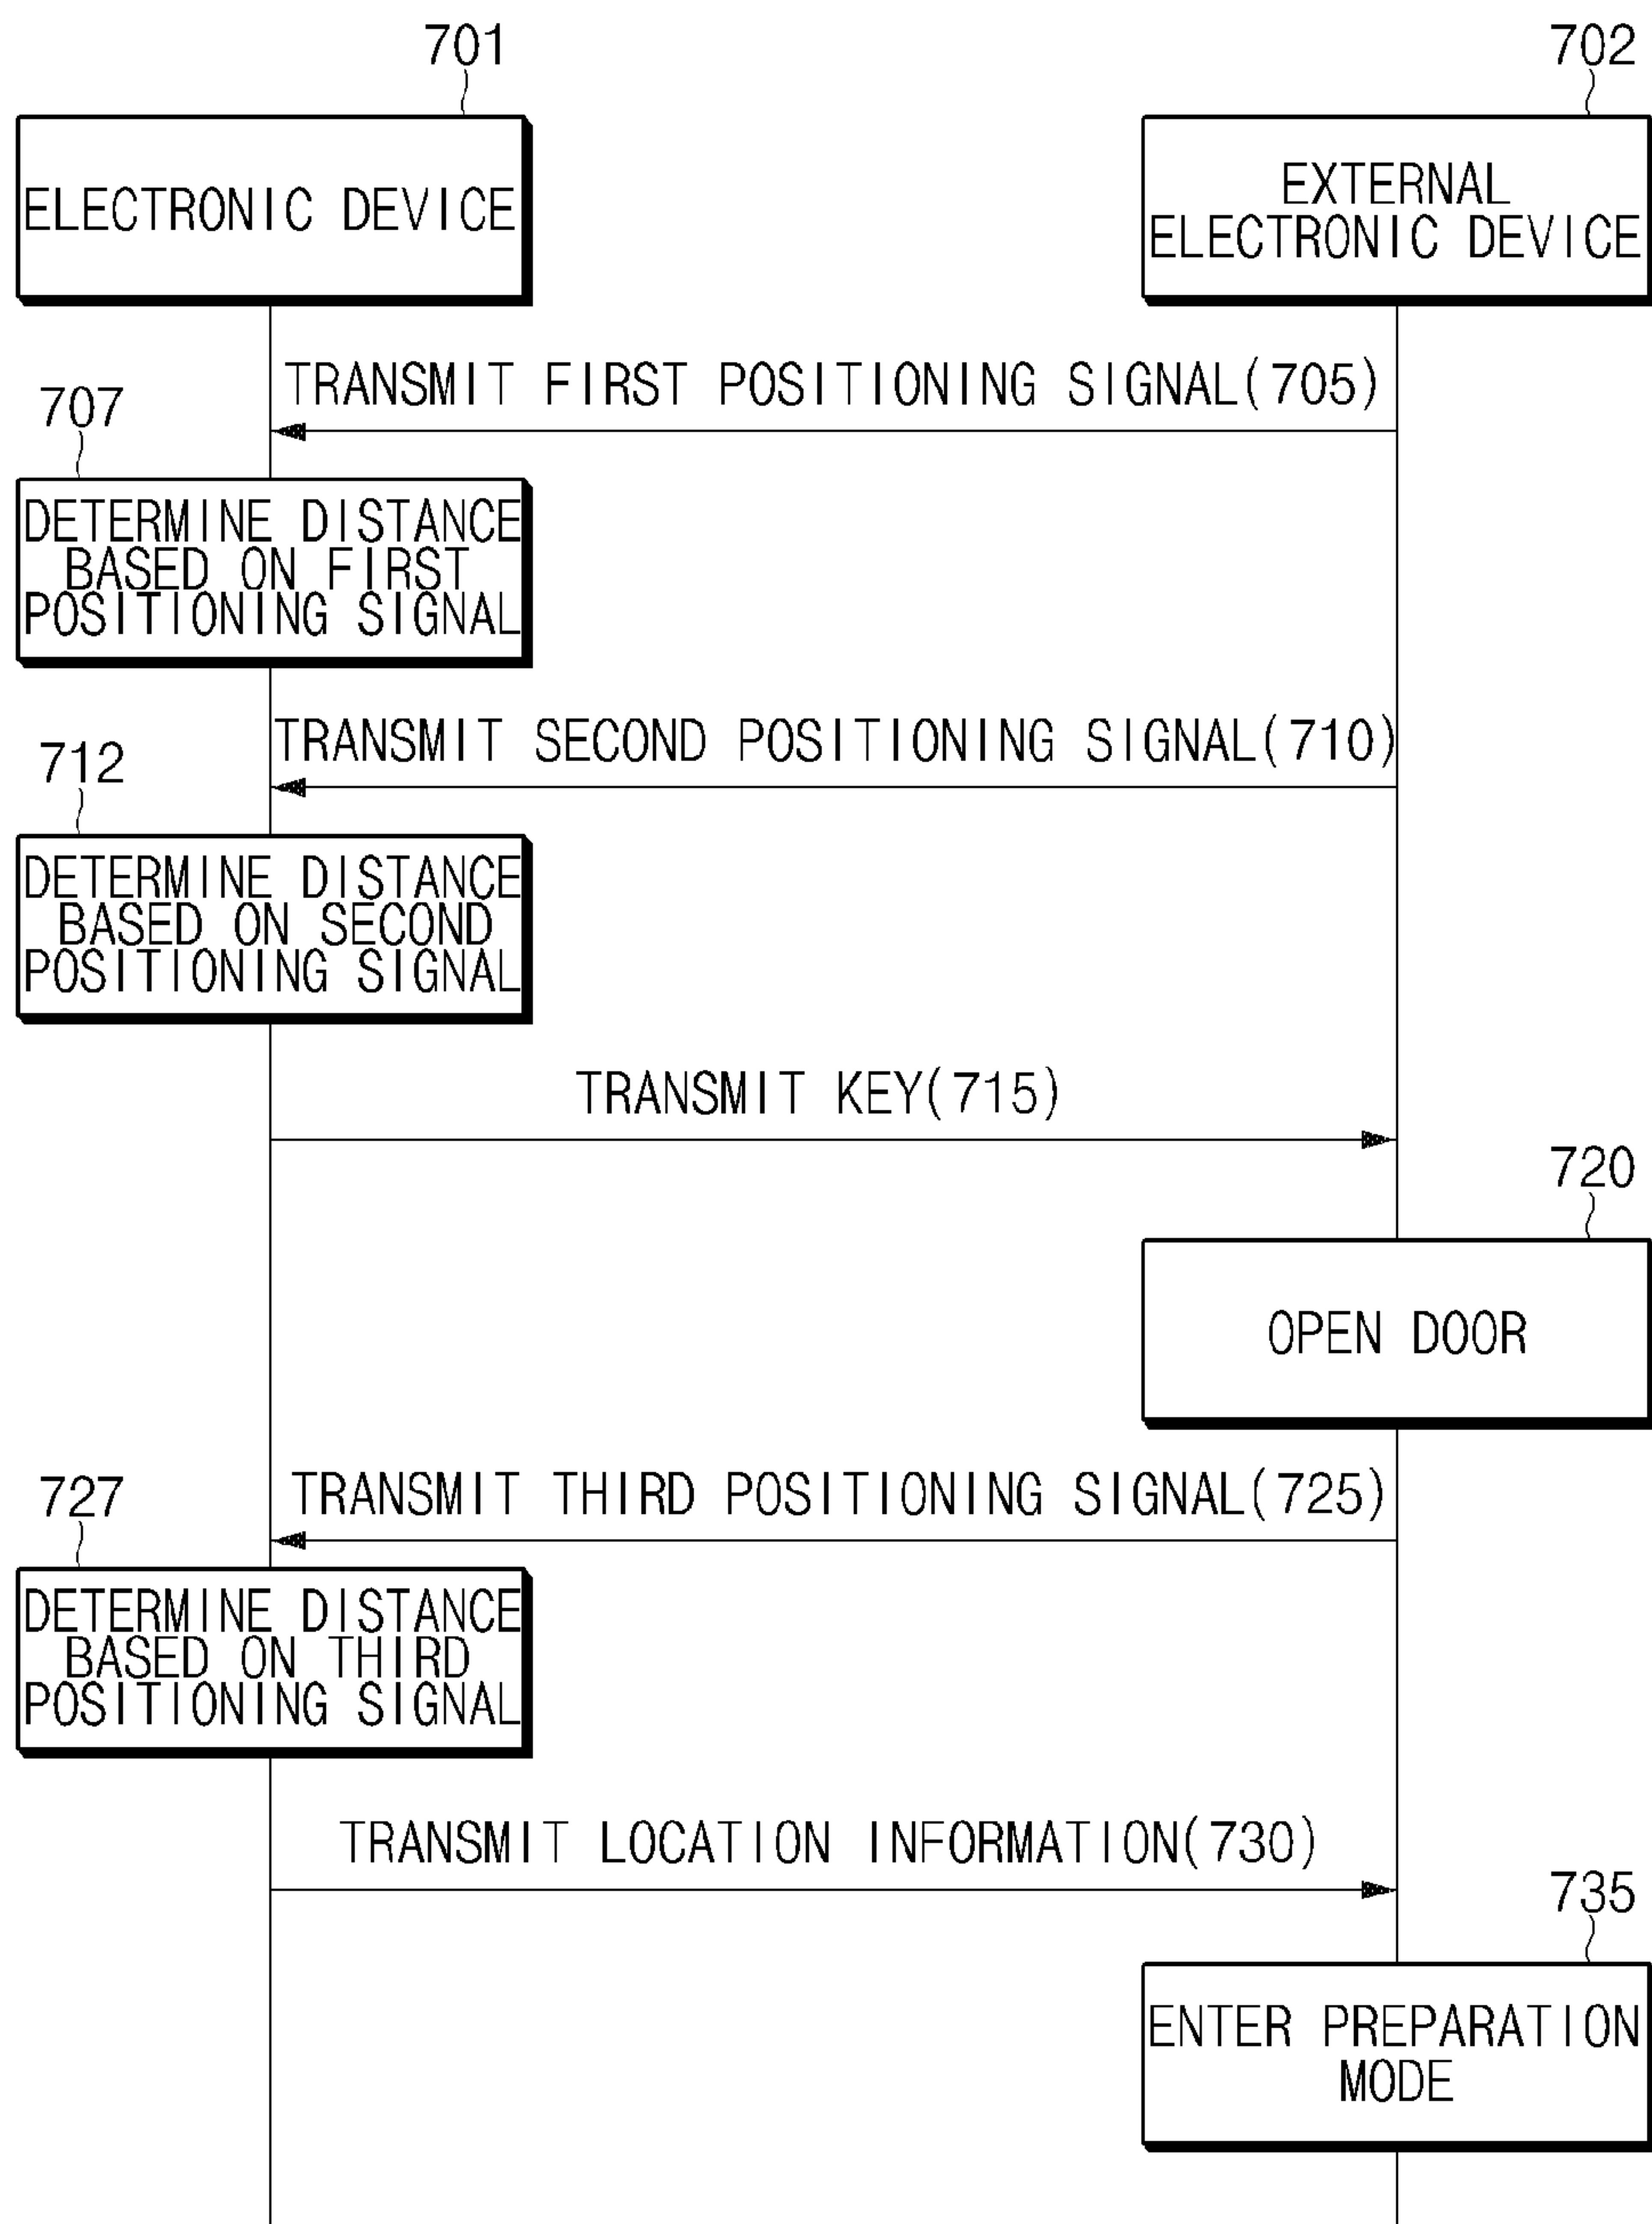 701
702
ELECTRONIC DEVICE
EXTERNAL
ELECTRONIC DEVICE
TRANSMIT FIRST POSITIONING SIGNAL(705)
707
DETERMINE DISTANCE
BASED ON FIRST
POSITIONING SIGNAL
TRANSMIT SECOND POSITIONING SIGNAL(710)
712
DETERMINE DISTANCE
BASED ON SECOND
POSITIONING SIGNAL
TRANSMIT KEY(715)
720
OPEN DOOR
TRANSMIT THIRD POSITIONING SIGNAL(725)
727
DETERMINE DISTANCE
BASED ON THIRD
POSITIONING SIGNAL
TRANSMIT LOCATION INFORMATION(730)
735
ENTER PREPARATION
MODE